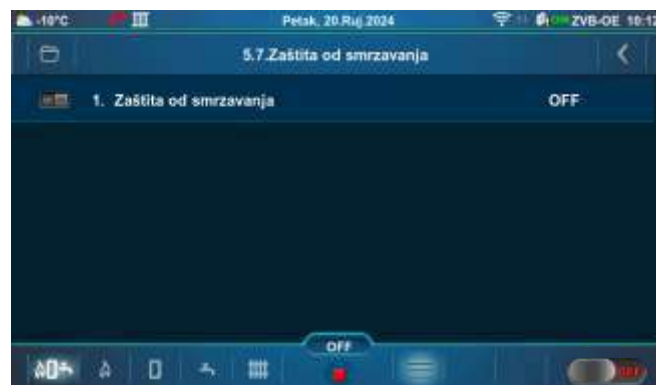 -10°C Petak, 20.Ruj.2024 ZVB-OE 10:12
5.7.Zaštita od smrzavanja
1. Zaštita od smrzavanja OFF
OFF
OFF